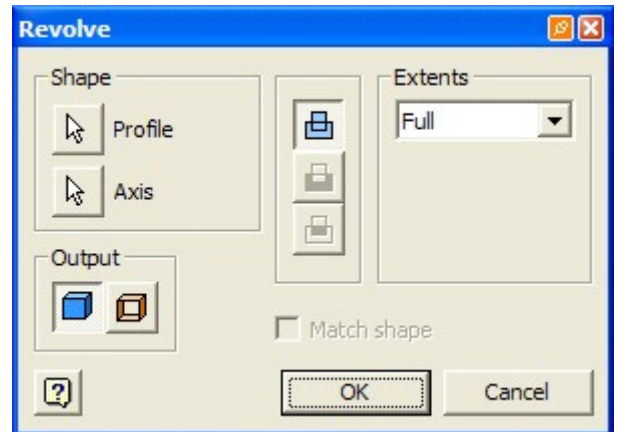 Revolve
Shape
Profile
Axis
Extents
Full
Output
Match shape
?
OK
Cancel